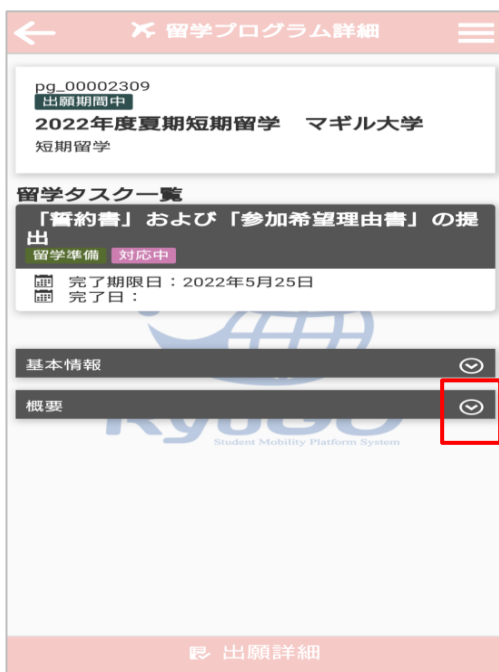 留学プログラム詳細
pg_00002309
出願期間中
2022年度夏期短期留学　マギル大学
短期留学
留学タスク一覧
「誓約書」および「参加希望理由書」の提
出
留学準備 対応中
完了期限日：2022年5月25日
完了日：
基本情報
概要
RyuGO
Student Mobility Platform System
出願詳細